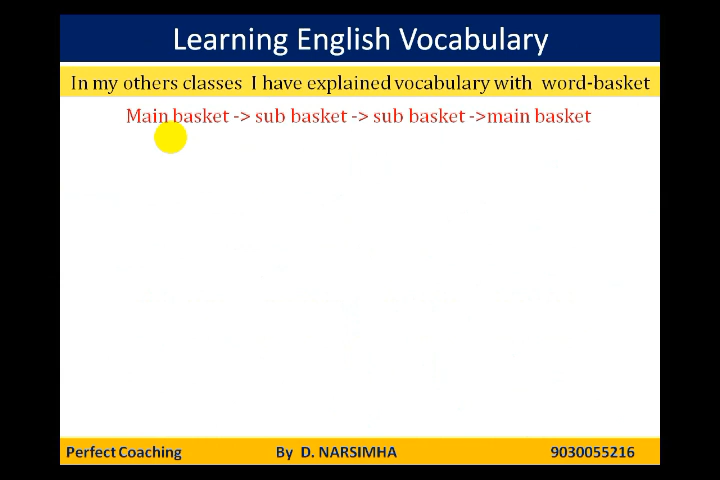 Learning English Vocabulary
In my others classes I have explained vocabulary with word-basket
Main basket -> sub basket -> sub basket ->main basket
Perfect Coaching By D. NARSIMHA 9030055216